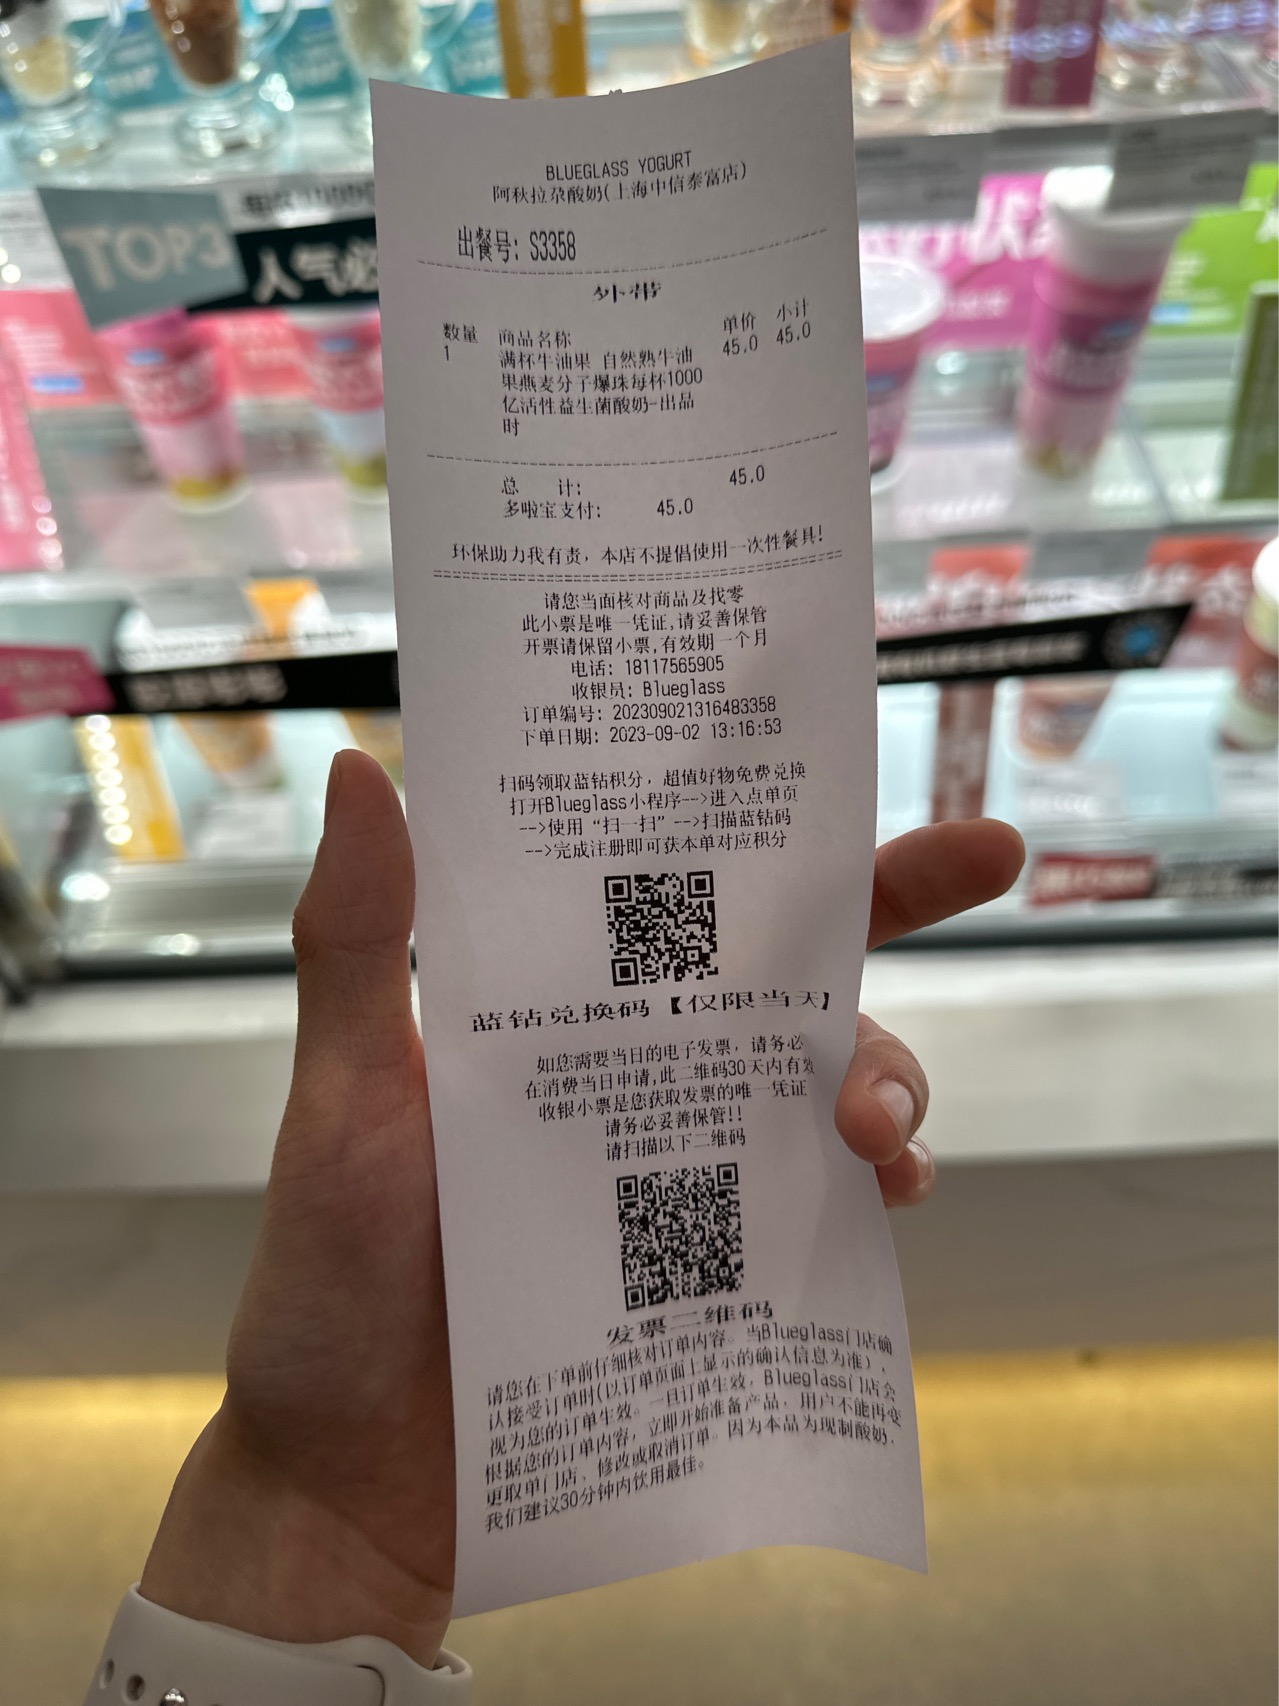 BLUEGLASS YOGURT
阿秋拉尕酸奶(上海中信泰富店)
出餐号: S3358
外带
数量 商品名称 单价 小计
1 满杯牛油果 自然熟牛油 45.0 45.0
果燕麦分子爆珠每杯1000
亿活性益生菌酸奶-出品
时
总 计: 45.0
多啦宝支付: 45.0
环保助力我有责，本店不提倡使用一次性餐具!
请您当面核对商品及找零
此小票是唯一凭证,请妥善保管
开票请保留小票,有效期一个月
电话: 18117565905
收银员: Blueglass
订单编号: 202309021316483358
下单日期: 2023-09-02 13:16:53
扫码领取蓝钻积分，超值好物免费兑换
打开Blueglass小程序-->进入点单页
-->使用“扫一扫”-->扫描蓝钻码
-->完成注册即可获本单对应积分
蓝钻兑换码【仅限当天】
如您需要当日的电子发票，请务必
在消费当日申请,此二维码30天内有效
收银小票是您获取发票的唯一凭证
请务必妥善保管!!
请扫描以下二维码
发票二维码
请您在下单前仔细核对订单内容。当Blueglass门店确
认接受订单时(以订单页面上显示的确认信息为准)，
视为您的订单生效。一旦订单生效，Blueglass门店会
根据您的订单内容，立即开始准备产品，用户不能再变
更取单门店、修改或取消订单。因为本品为现制酸奶，
我们建议30分钟内饮用最佳。
TOP3
人气必